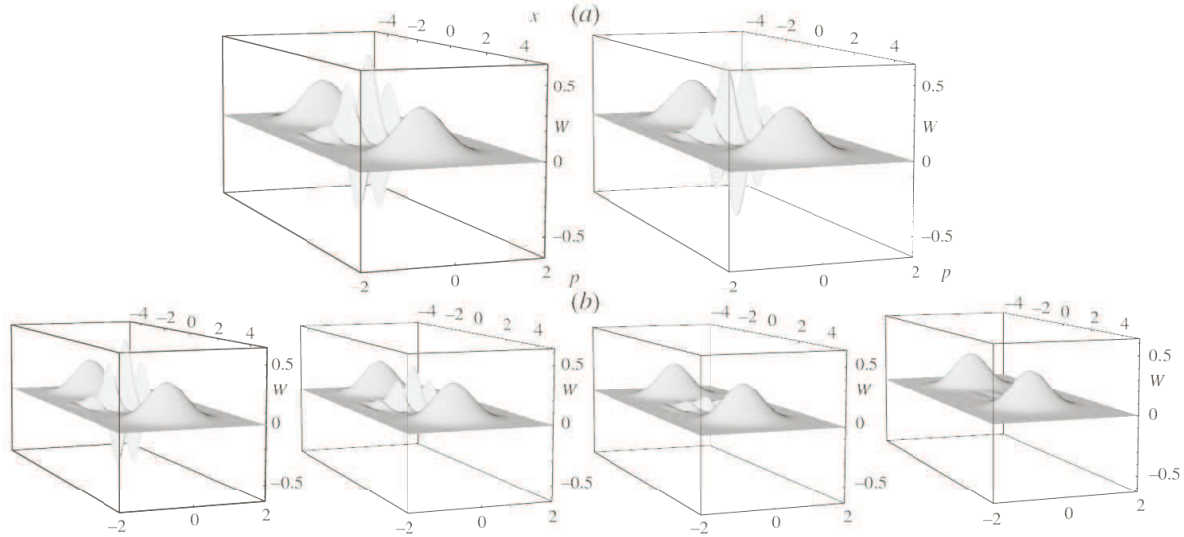 x (a)
−4 −2 0 2 4 −4 −2 0 2 4
0.5 0.5
W W
0 0
−0.5 −0.5
−2 0 2 −2 0 2
p p
(b)
−4 −2 0 2 4 −4 −2 0 2 4 −4 −2 0 2 4 −4 −2 0 2 4
0.5 0.5 0.5 0.5
W W W W
0 0 0 0
−0.5 −0.5 −0.5 −0.5
−2 0 2 −2 0 2 −2 0 2 −2 0 2